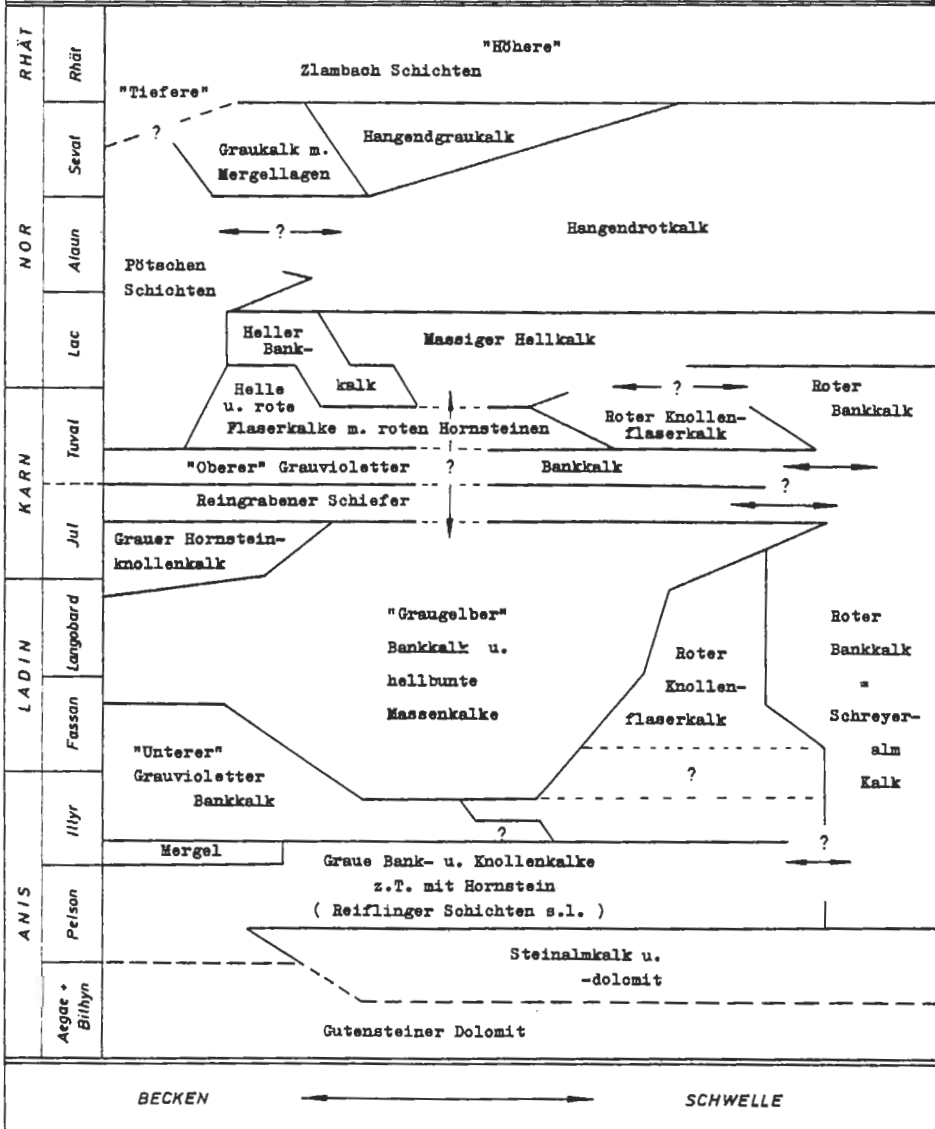 RHÄT
Rhät
"Höhere"
Zlambach Schichten
"Tiefere"
?
NOR
Sevat
Graukalk m.
Mergellagen
Hangendgraukalk
Alaun
?
Hangendrotkalk
Pötschen
Schichten
Lac
Heller
Bank-
kalk
Massiger Hellkalk
KARN
Tuval
Helle
u. rote
Flaserkalke m. roten Hornsteinen
?
Roter Knollen-
flaserkalk
Roter
Bankkalk
"Oberer" Grauvioletter
?
Bankkalk
?
Jul
Reingrabener Schiefer
Grauer Hornstein-
knollenkalk
LADIN
Langobard
"Graugelber"
Bankkalk u.
hellbunte
Massenkalke
Roter
Knollen-
flaserkalk
Roter
Bankkalk
=
Schreyer-
alm
Kalk
Fassan
"Unterer"
Grauvioletter
Bankkalk
?
ANIS
Illyr
?
?
Mergel
Pelson
Graue Bank- u. Knollenkalke
z.T. mit Hornstein
( Reiflinger Schichten s.l. )
Steinalmkalk u.
-dolomit
Aegae +
Bithyn
Gutensteiner Dolomit
BECKEN
SCHWELLE